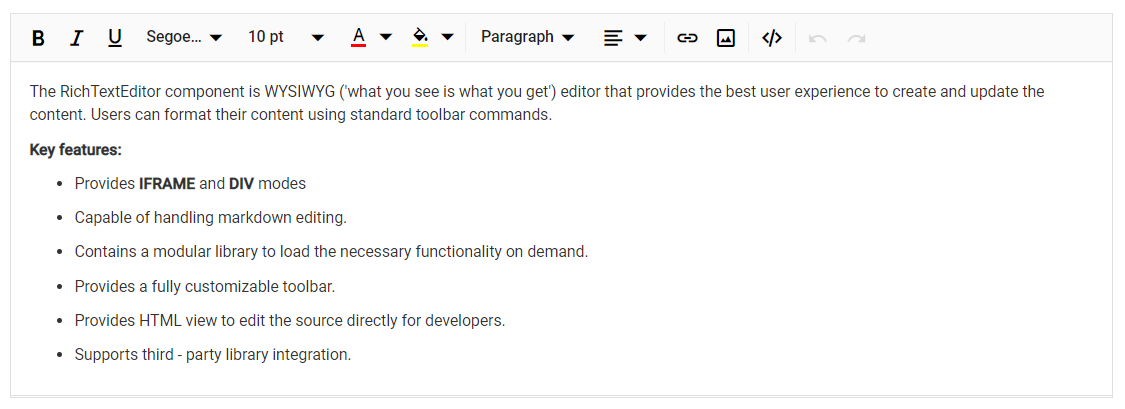 B I U Segoe... 10 pt A Paragraph </>
The RichTextEditor component is WYSIWYG ('what you see is what you get') editor that provides the best user experience to create and update the
content. Users can format their content using standard toolbar commands.
Key features:
• Provides IFRAME and DIV modes
• Capable of handling markdown editing.
• Contains a modular library to load the necessary functionality on demand.
• Provides a fully customizable toolbar.
• Provides HTML view to edit the source directly for developers.
• Supports third - party library integration.